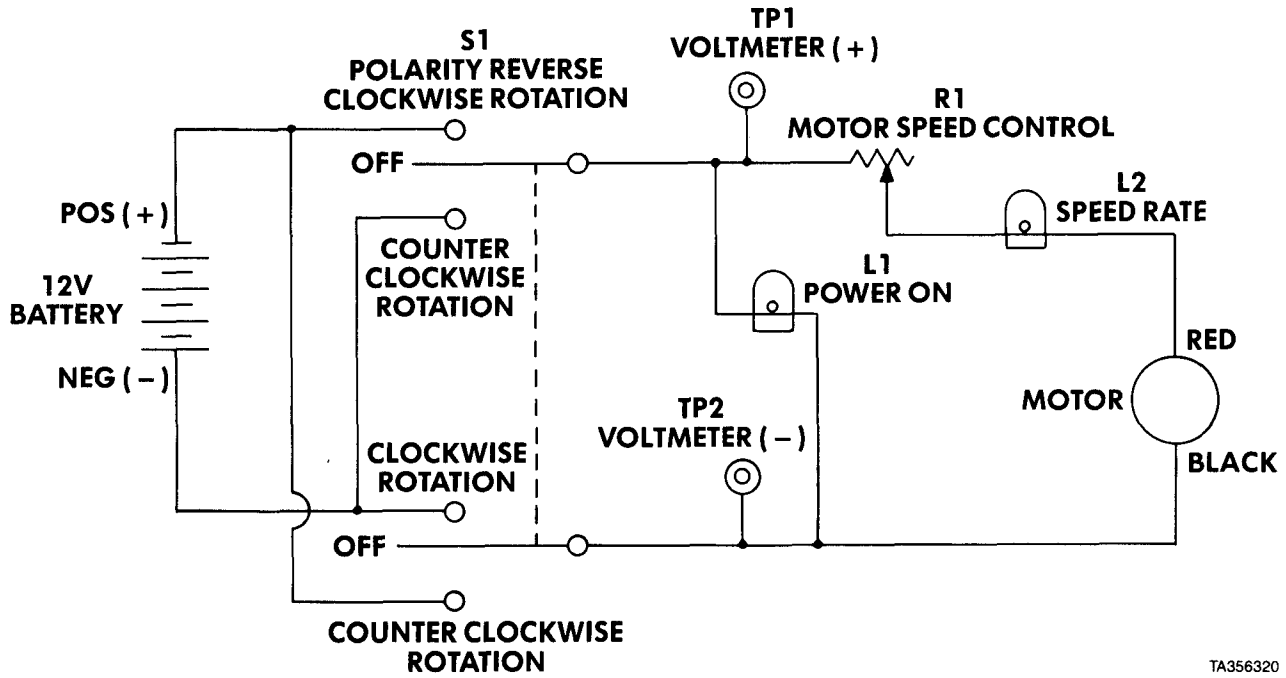 TP1
VOLTMETER (+)
S1
POLARITY REVERSE
CLOCKWISE ROTATION
R1
MOTOR SPEED CONTROL
OFF
L2
SPEED RATE
POS (+)
COUNTER
CLOCKWISE
ROTATION
L1
POWER ON
12V
BATTERY
NEG (–)
RED
MOTOR
TP2
VOLTMETER (–)
BLACK
CLOCKWISE
ROTATION
OFF
COUNTER CLOCKWISE
ROTATION
TA356320